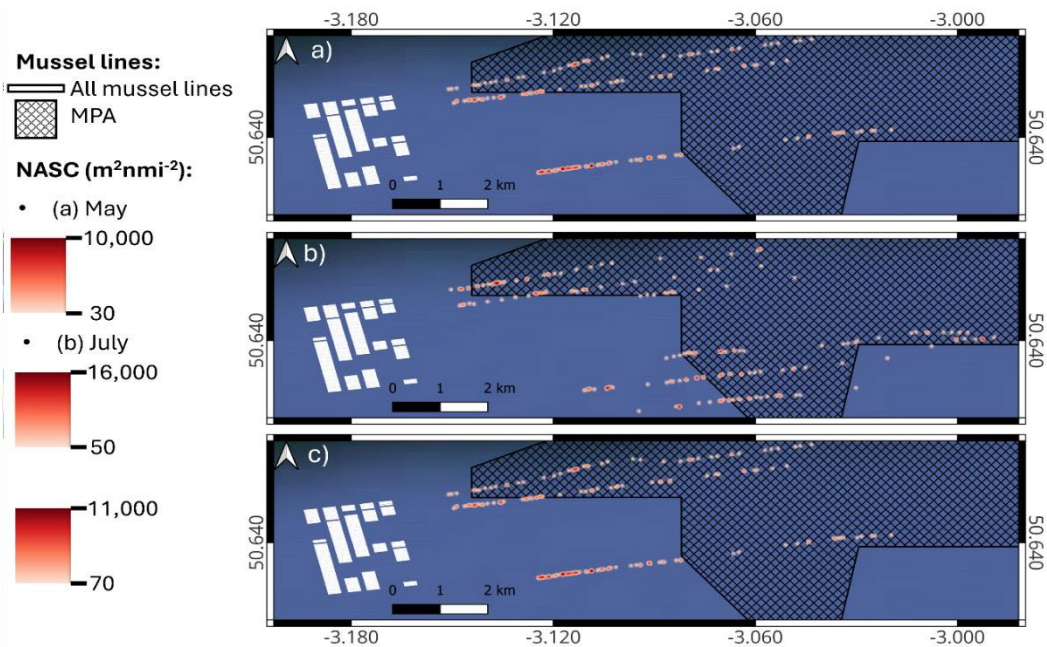 -3.180 -3.120 -3.060 -3.000
Mussel lines:
All mussel lines
MPA
NASC (m²nmi⁻²):
• (a) May
10,000
30
• (b) July
16,000
50
11,000
70
a)
50.640
50.640
0 1 2 km
b)
50.640
50.640
0 1 2 km
c)
50.640
50.640
0 1 2 km
-3.180 -3.120 -3.060 -3.000